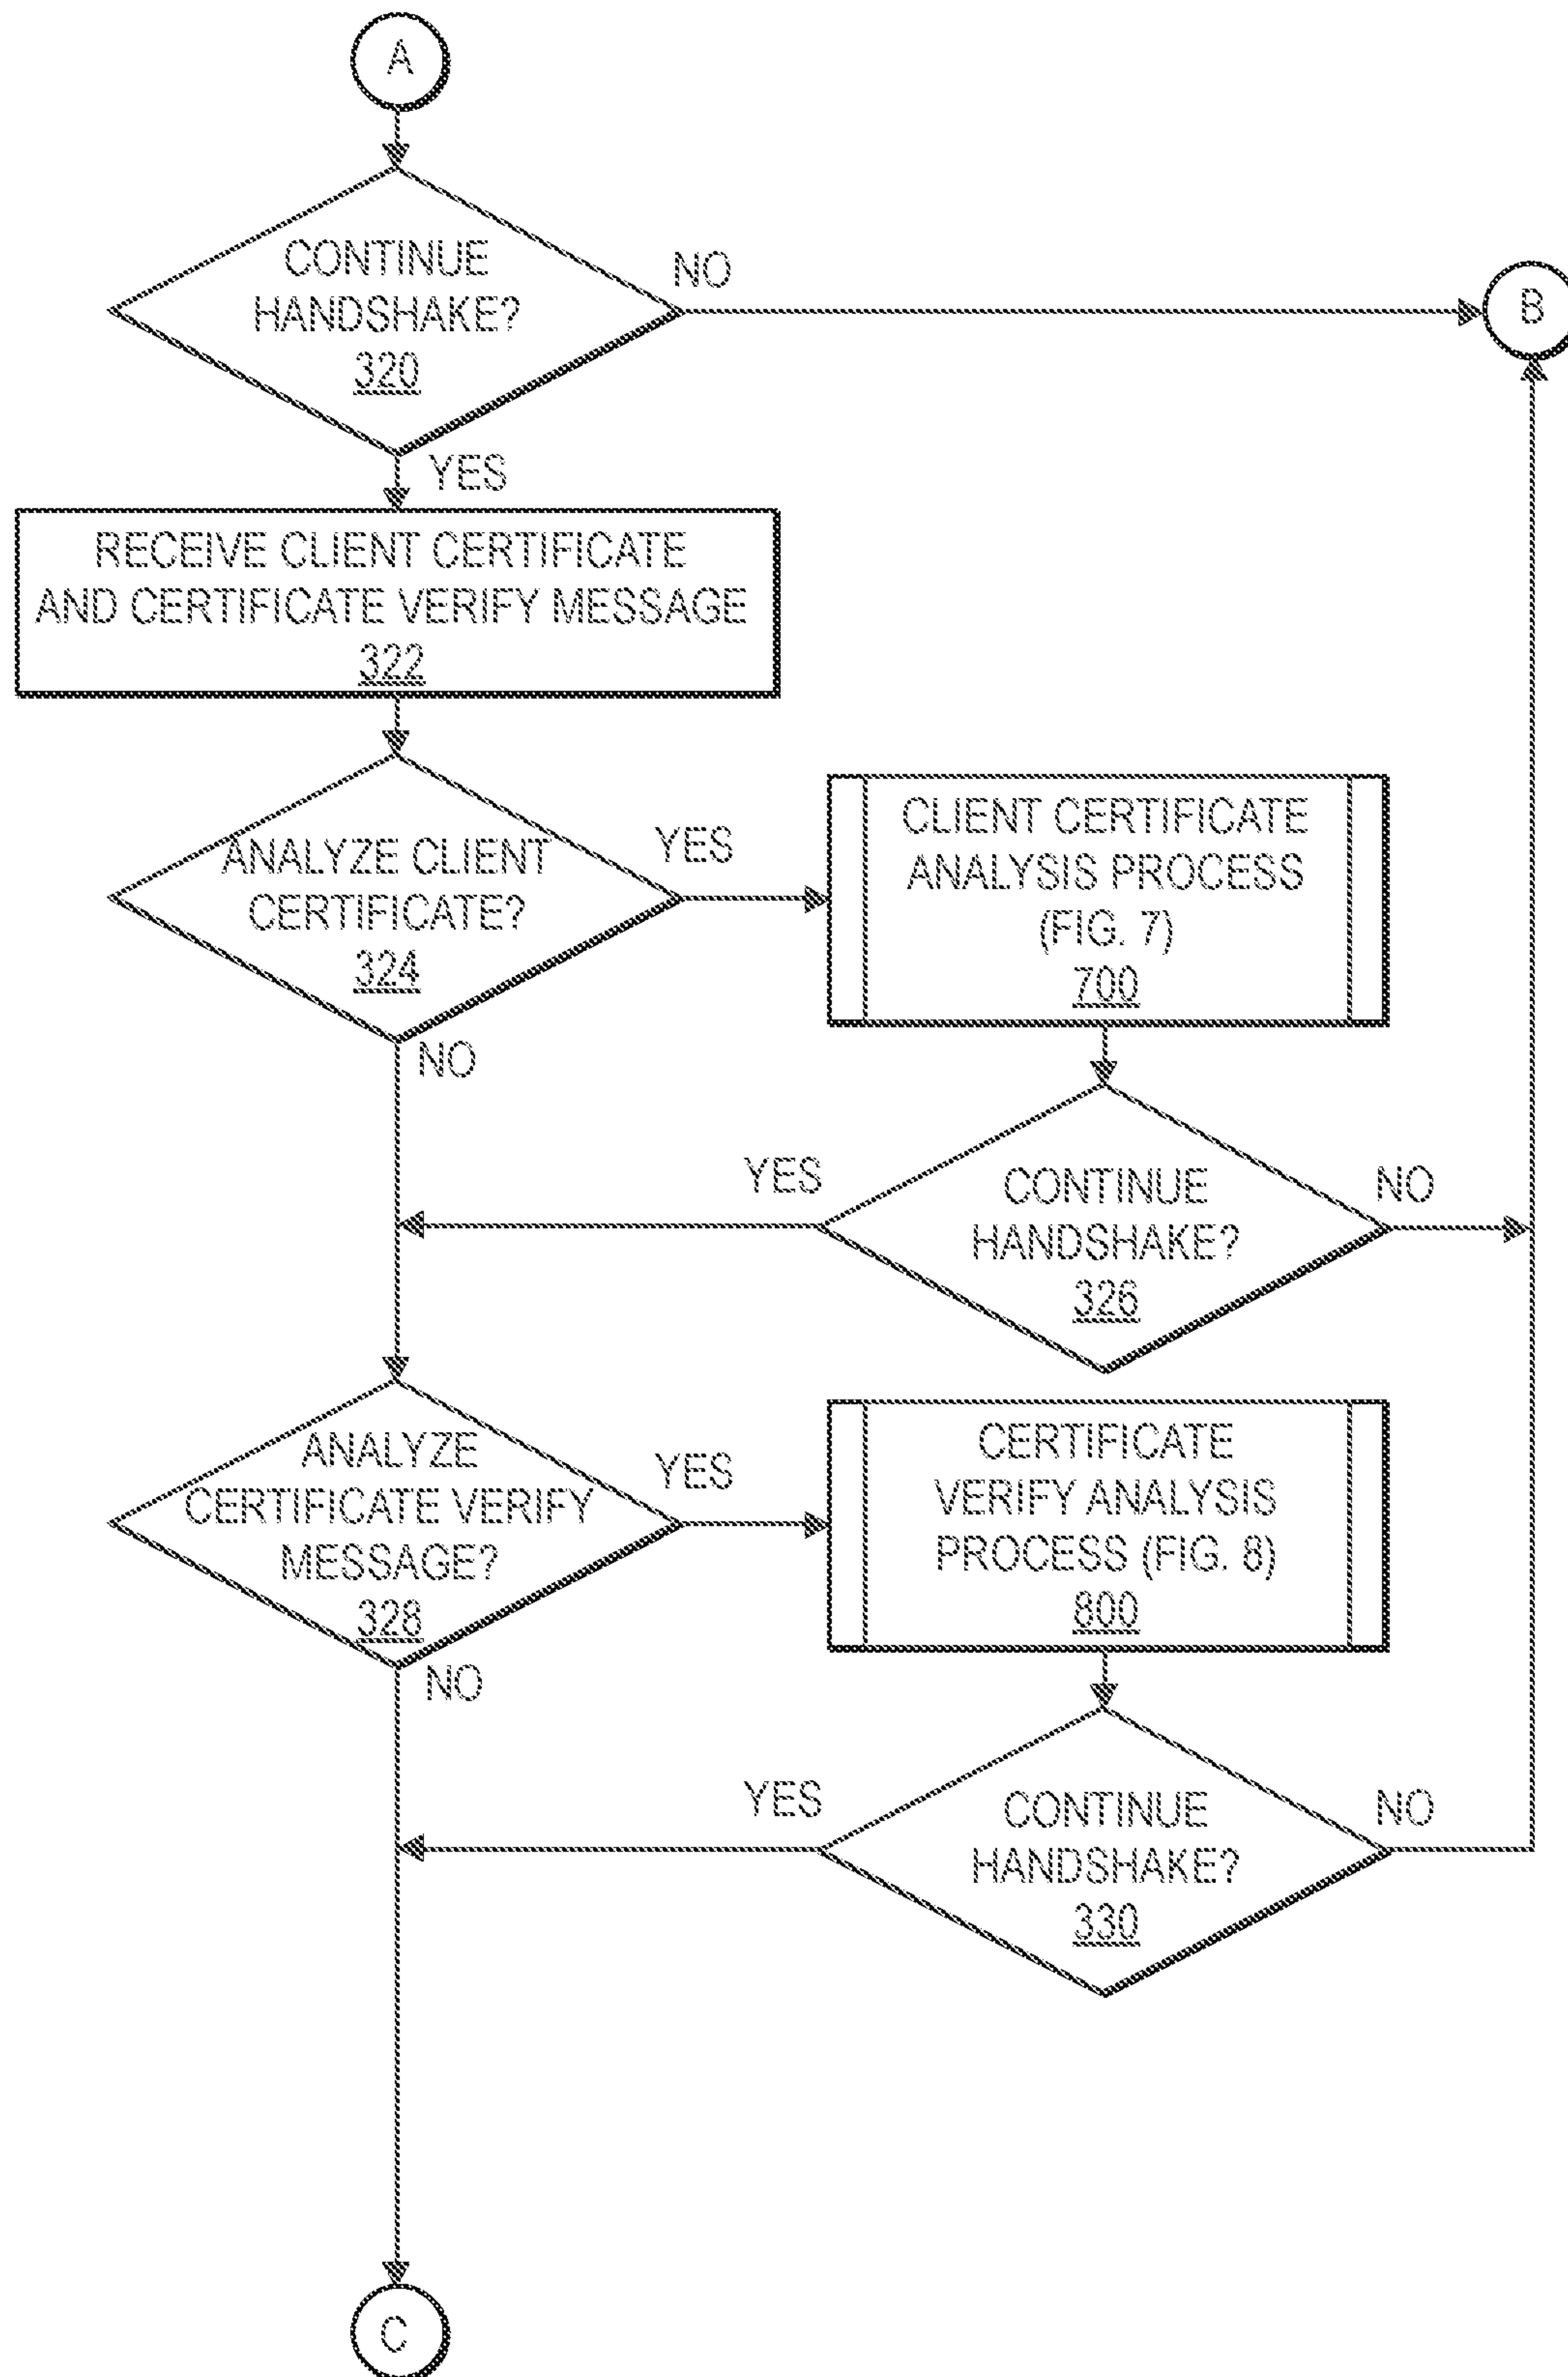 A
CONTINUE
HANDSHAKE?
320
NO
B
YES
RECEIVE CLIENT CERTIFICATE
AND CERTIFICATE VERIFY MESSAGE
322
ANALYZE CLIENT
CERTIFICATE?
324
YES
NO
CLIENT CERTIFICATE
ANALYSIS PROCESS
(FIG. 7)
700
YES
CONTINUE
HANDSHAKE?
326
NO
ANALYZE
CERTIFICATE VERIFY
MESSAGE?
328
YES
NO
CERTIFICATE
VERIFY ANALYSIS
PROCESS (FIG. 8)
800
YES
CONTINUE
HANDSHAKE?
330
NO
C